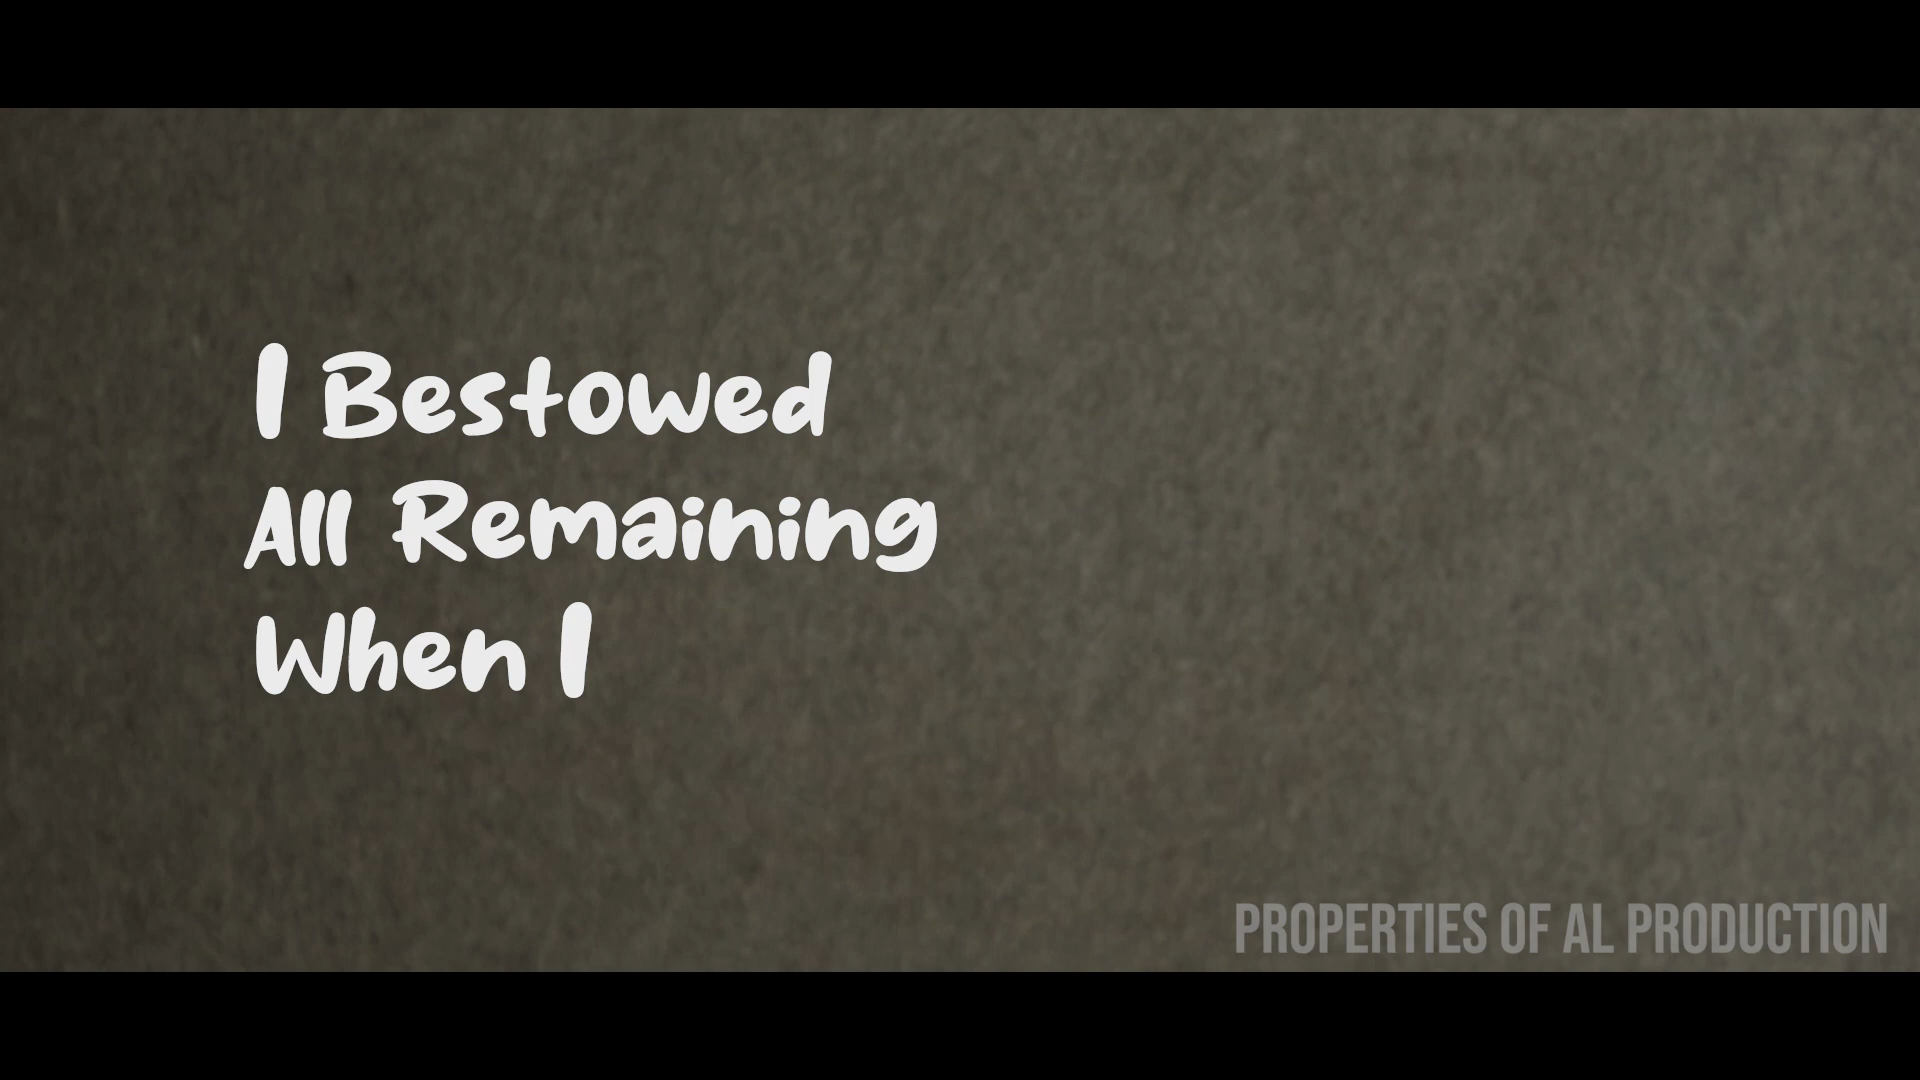 I Bestowed
All Remaining
When I
PROPERTIES OF AL PRODUCTION